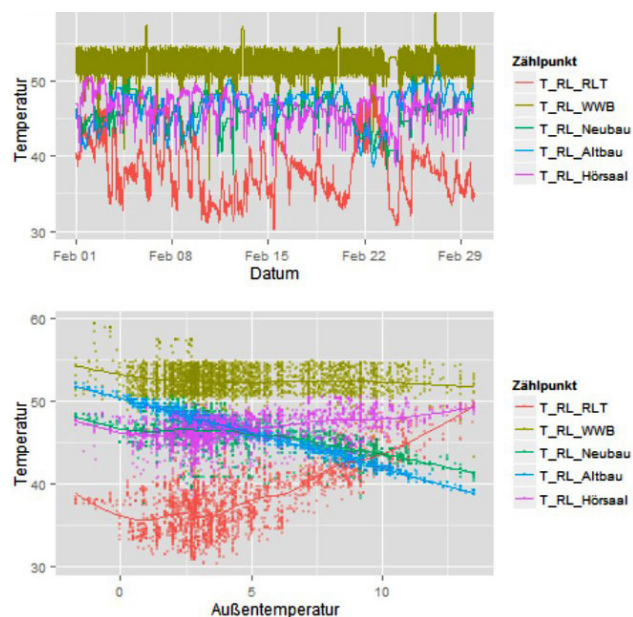 50
40
30
Temperatur
Feb 01
Feb 08
Feb 15
Feb 22
Feb 29
Datum
Zählpunkt
T_RL_RLT
T_RL_WWB
T_RL_Neubau
T_RL_Altbau
T_RL_Hörsaal
60
50
40
30
Temperatur
0
5
10
Außentemperatur
Zählpunkt
T_RL_RLT
T_RL_WWB
T_RL_Neubau
T_RL_Altbau
T_RL_Hörsaal